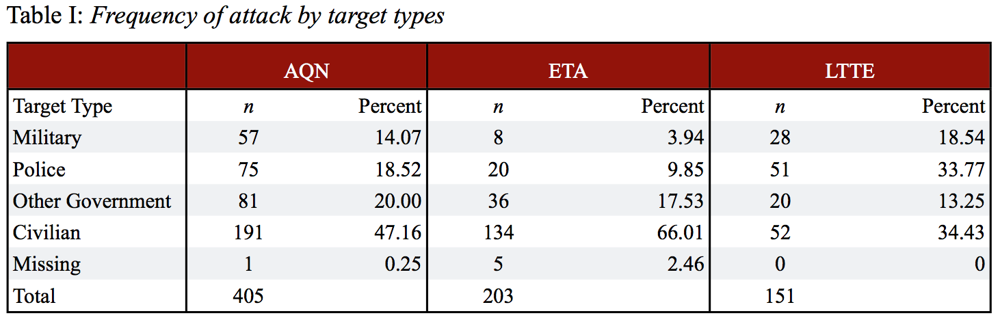 Table I: Frequency of attack by target types
AQN ETA LTTE
Target Type n Percent n Percent n Percent
Military 57 14.07 8 3.94 28 18.54
Police 75 18.52 20 9.85 51 33.77
Other Government 81 20.00 36 17.53 20 13.25
Civilian 191 47.16 134 66.01 52 34.43
Missing 1 0.25 5 2.46 0 0
Total 405 203 151